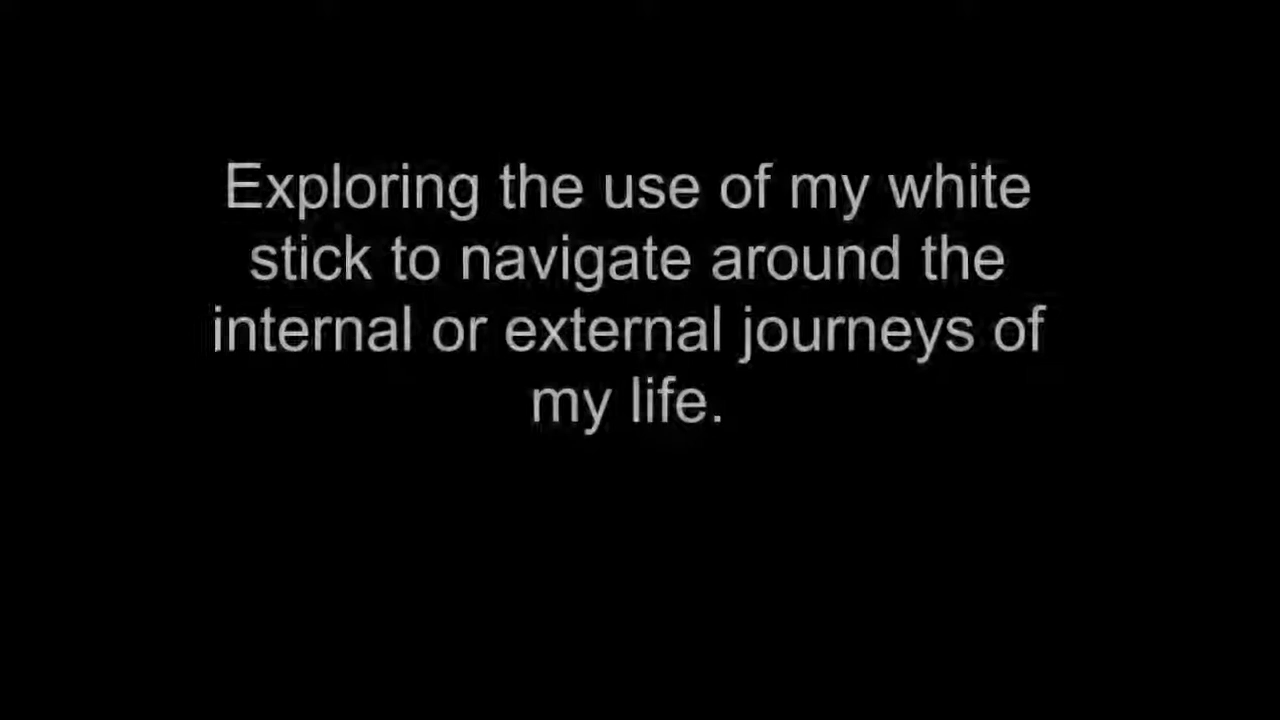 Exploring the use of my white
stick to navigate around the
internal or external journeys of
my life.